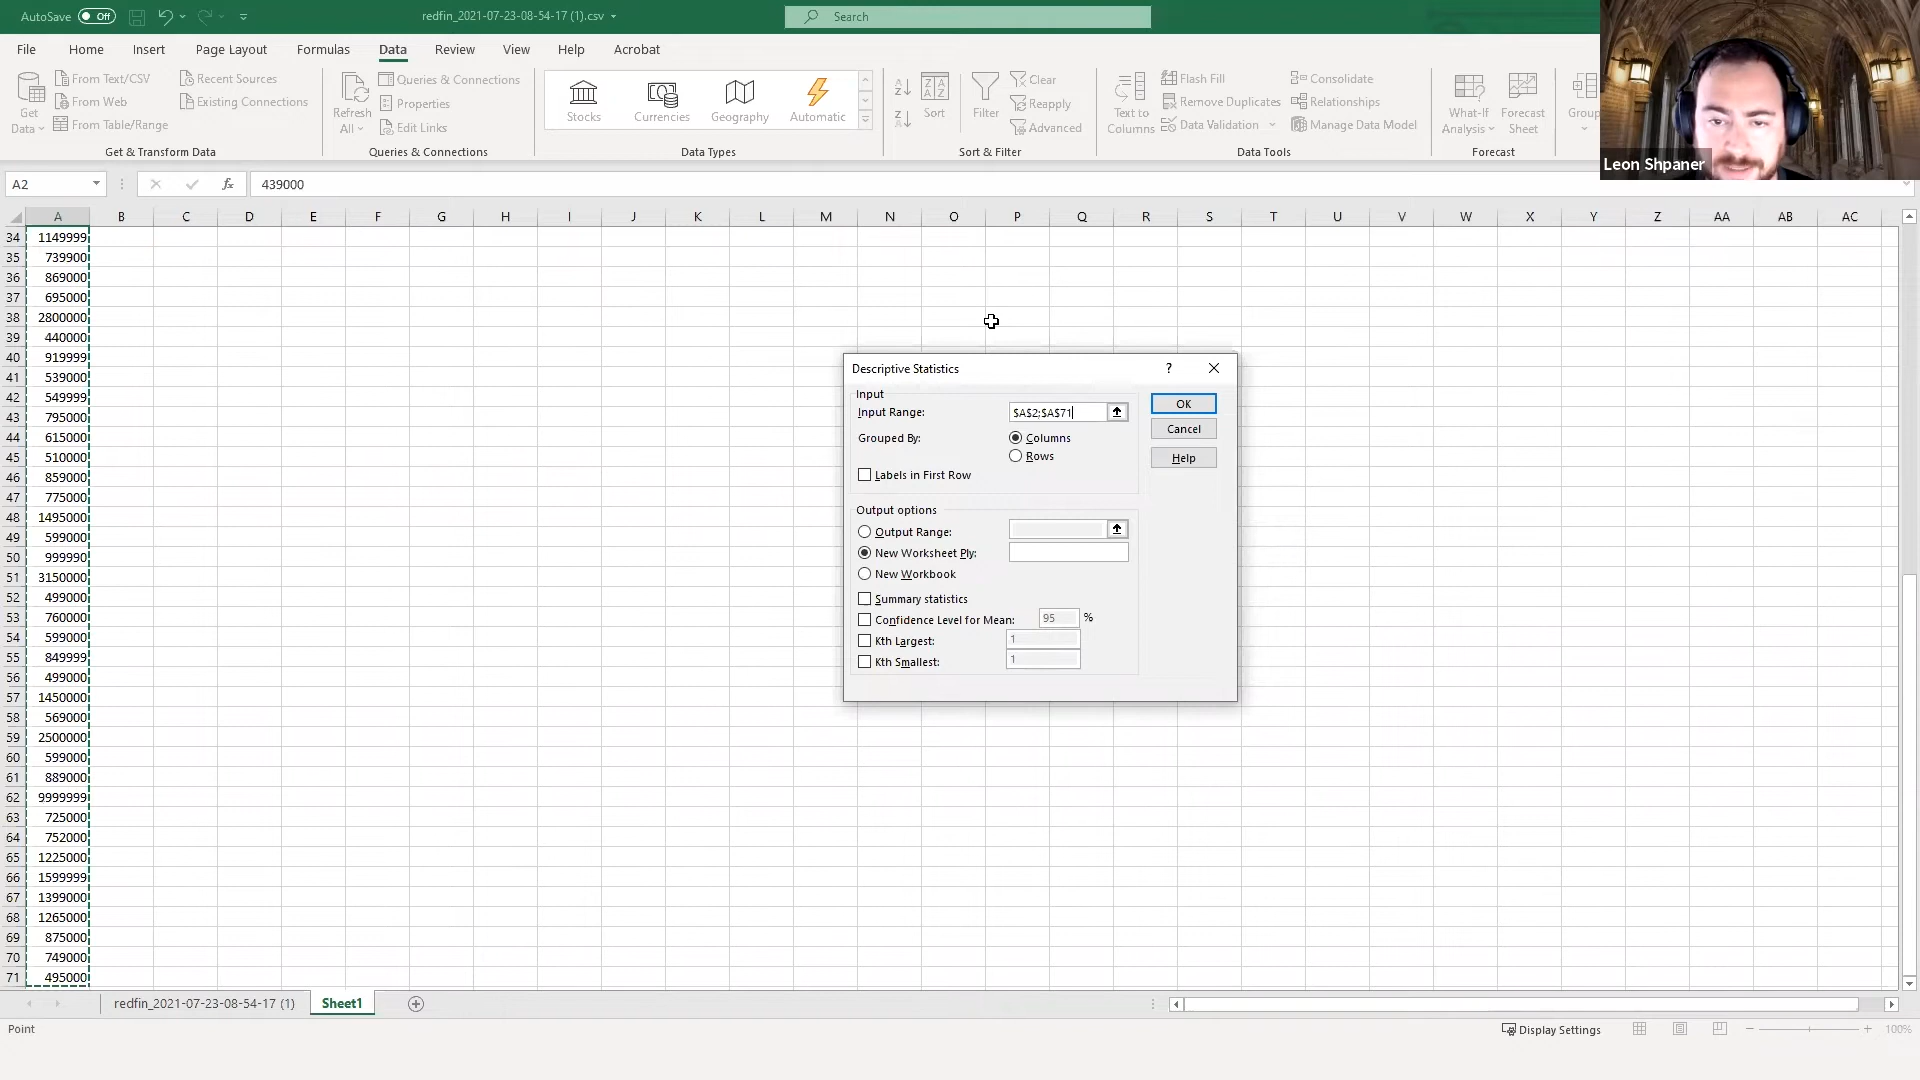 AutoSave Off
redfin_2021-07-23-08-54-17 (1).csv
Search
File Home Insert Page Layout Formulas Data Review View Help Acrobat
Get Data
From Text/CSV
From Web
From Table/Range
Recent Sources
Existing Connections
Get & Transform Data
Refresh All
Queries & Connections
Properties
Edit Links
Queries & Connections
Stocks
Currencies
Geography
Automatic
Data Types
Sort
Filter
Clear
Reapply
Advanced
Sort & Filter
Text to Columns
Flash Fill
Remove Duplicates
Data Validation
Consolidate
Relationships
Manage Data Model
Data Tools
What-If Analysis
Forecast Sheet
Forecast
Group
Leon Shpaner
A2
fx
439000
A B C D E F G H I J K L M N O P Q R S T U V W X Y Z AA AB AC
34 1149999
35 739900
36 869000
37 695000
38 2800000
39 440000
40 919999
41 539000
42 549999
43 795000
44 615000
45 510000
46 859000
47 775000
48 1495000
49 599000
50 999990
51 3150000
52 499000
53 760000
54 599000
55 849999
56 499000
57 1450000
58 569000
59 2500000
60 599000
61 889000
62 9999999
63 725000
64 752000
65 1225000
66 1599999
67 1399000
68 1265000
69 875000
70 749000
71 495000
Descriptive Statistics ?
Input
Input Range: $A$2;$A$71
Grouped By: Columns
Rows
Labels in First Row
OK
Cancel
Help
Output options
Output Range:
New Worksheet Ply:
New Workbook
Summary statistics
Confidence Level for Mean: 95 %
Kth Largest: 1
Kth Smallest: 1
redfin_2021-07-23-08-54-17 (1) Sheet1
Point
Display Settings
100%